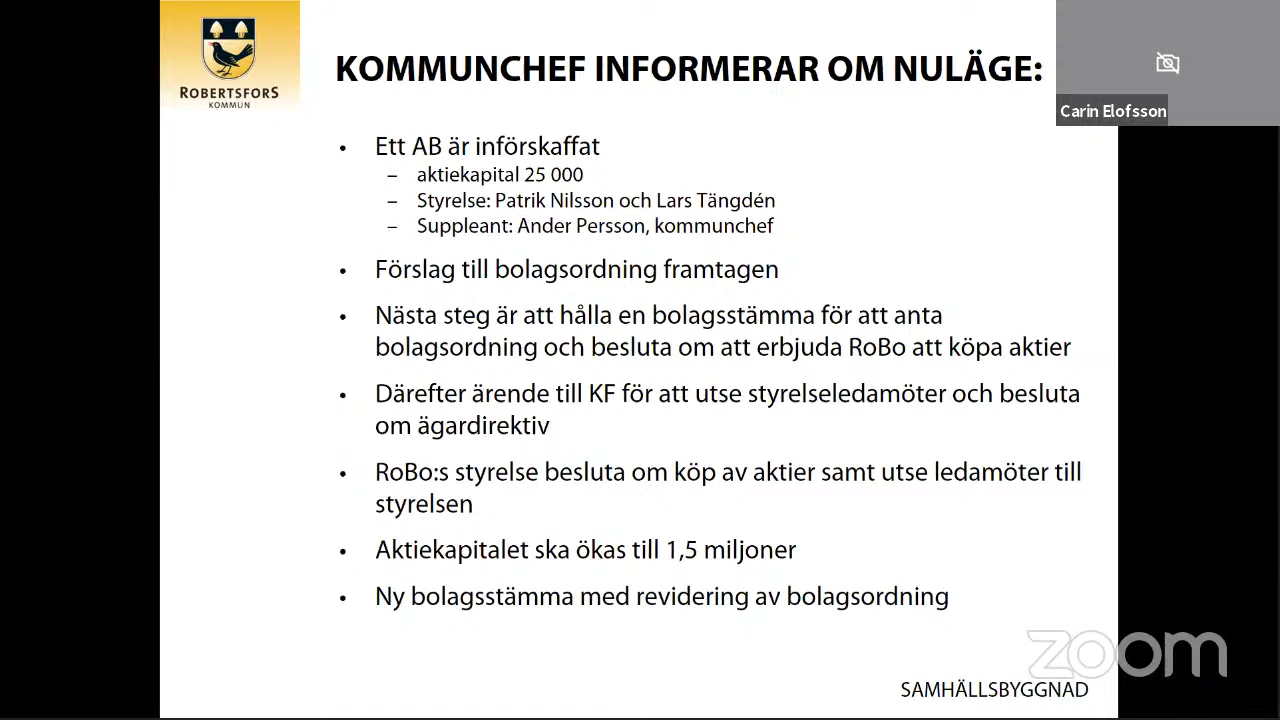 ROBERTSFORS
KOMMUN
KOMMUNCHEF INFORMERAR OM NULÄGE:
Carin Elofsson
• Ett AB är införskaffat
– aktiekapital 25 000
– Styrelse: Patrik Nilsson och Lars Tängdén
– Suppleant: Ander Persson, kommunchef
• Förslag till bolagsordning framtagen
• Nästa steg är att hålla en bolagsstämma för att anta
bolagsordning och besluta om att erbjuda RoBo att köpa aktier
• Därefter ärende till KF för att utse styrelseledamöter och besluta
om ägardirektiv
• RoBo:s styrelse besluta om köp av aktier samt utse ledamöter till
styrelsen
• Aktiekapitalet ska ökas till 1,5 miljoner
• Ny bolagsstämma med revidering av bolagsordning
zoom
SAMHÄLLSBYGGNAD